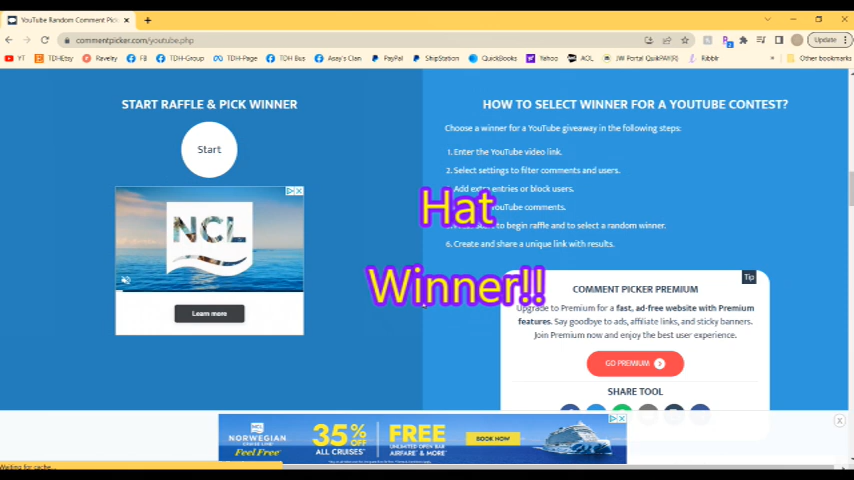 YouTube Random Comment Pick
commentpicker.com/youtube.php
Update
YT
TDHEtsy
Ravelry
FB
TDH-Group
TDH Bus
Asay's Clan
PayPal
ShipStation
QuickBooks
Yahoo
AOL
JW Portal QuikPAK(R)
Ribblr
Other bookmarks
START RAFFLE & PICK WINNER
Start
NCL
Learn more
HOW TO SELECT WINNER FOR A YOUTUBE CONTEST?
Choose a winner for a YouTube giveaway in the following steps:
1. Enter the YouTube video link.
2. Select settings to filter comments and users.
Add extra entries or block users.
YouTube comments.
to begin raffle and to select a random winner.
6. Create and share a unique link with results.
Hat
Winner!!
Tip
COMMENT PICKER PREMIUM
Upgrade to Premium for a fast, ad-free website with Premium
features. Say goodbye to ads, affiliate links, and sticky banners.
Join Premium now and enjoy the best user experience.
GO PREMIUM
SHARE TOOL
NCL
NORWEGIAN
CRUISE LINE
Feel Free
35% OFF
ALL CRUISES
FREE
UNLIMITED OPEN BAR
AIRFARE & MORE
BOOK NOW
Waiting for cache...